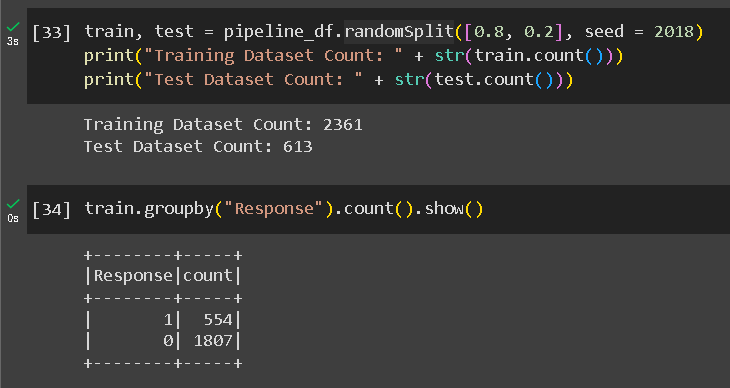 [33] train, test = pipeline_df.randomSplit([0.8, 0.2], seed = 2018)
print("Training Dataset Count: " + str(train.count()))
3s
print("Test Dataset Count: " + str(test.count()))
Training Dataset Count: 2361
Test Dataset Count: 613
[34] train.groupby("Response").count().show()
0s
+--------+-----+
|Response|count|
+--------+-----+
|       1|  554|
|       0| 1807|
+--------+-----+